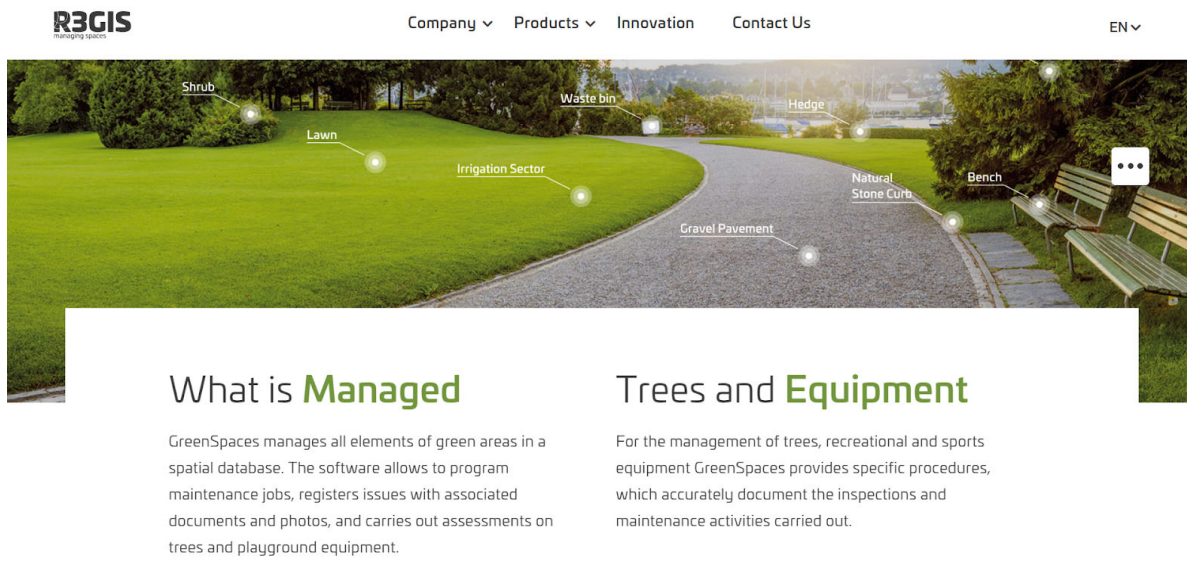 R3GIS
managing spaces
Company
Products
Innovation
Contact Us
EN
Shrub
Lawn
Irrigation Sector
Waste bin
Hedge
Gravel Pavement
Natural
Stone Curb
Bench
What is Managed
GreenSpaces manages all elements of green areas in a
spatial database. The software allows to program
maintenance jobs, registers issues with associated
documents and photos, and carries out assessments on
trees and playground equipment.
Trees and Equipment
For the management of trees, recreational and sports
equipment GreenSpaces provides specific procedures,
which accurately document the inspections and
maintenance activities carried out.